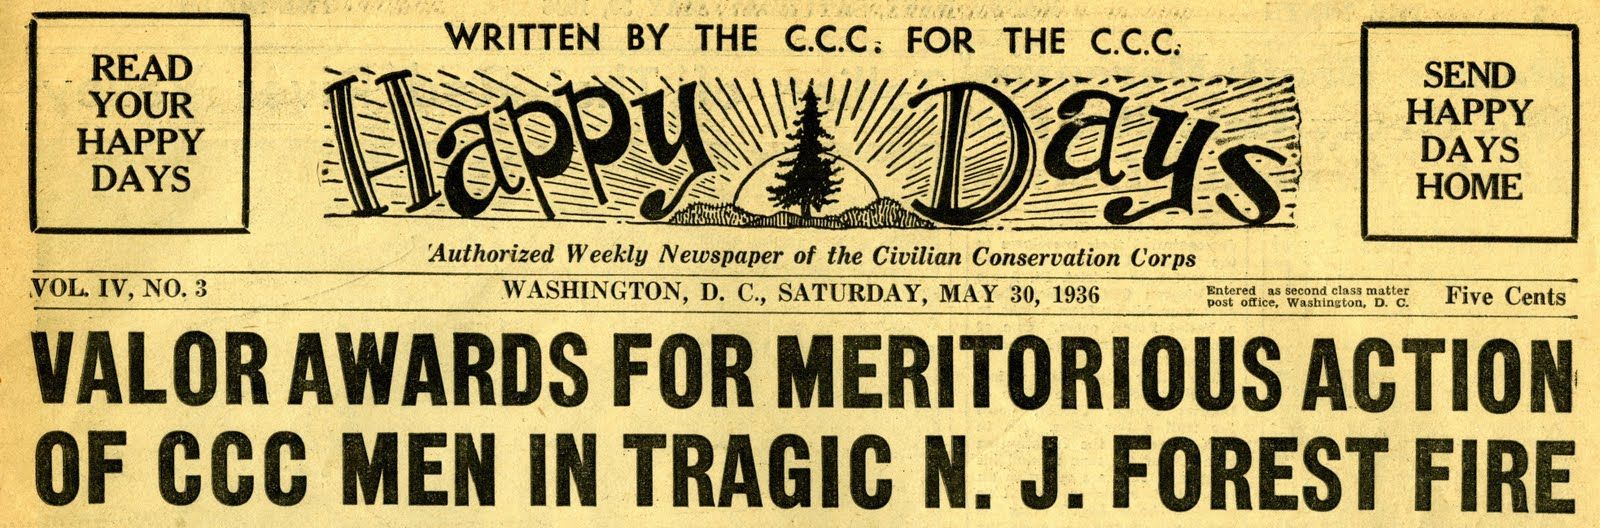 READ
YOUR
HAPPY
DAYS
WRITTEN BY THE C.C.C. FOR THE C.C.C.
Happy Days
'Authorized Weekly Newspaper of the Civilian Conservation Corps
SEND
HAPPY
DAYS
HOME
VOL. IV, NO. 3
WASHINGTON, D. C., SATURDAY, MAY 30, 1936
Entered as second class matter
post office, Washington, D. C.
Five Cents
VALOR AWARDS FOR MERITORIOUS ACTION
OF CCC MEN IN TRAGIC N. J. FOREST FIRE